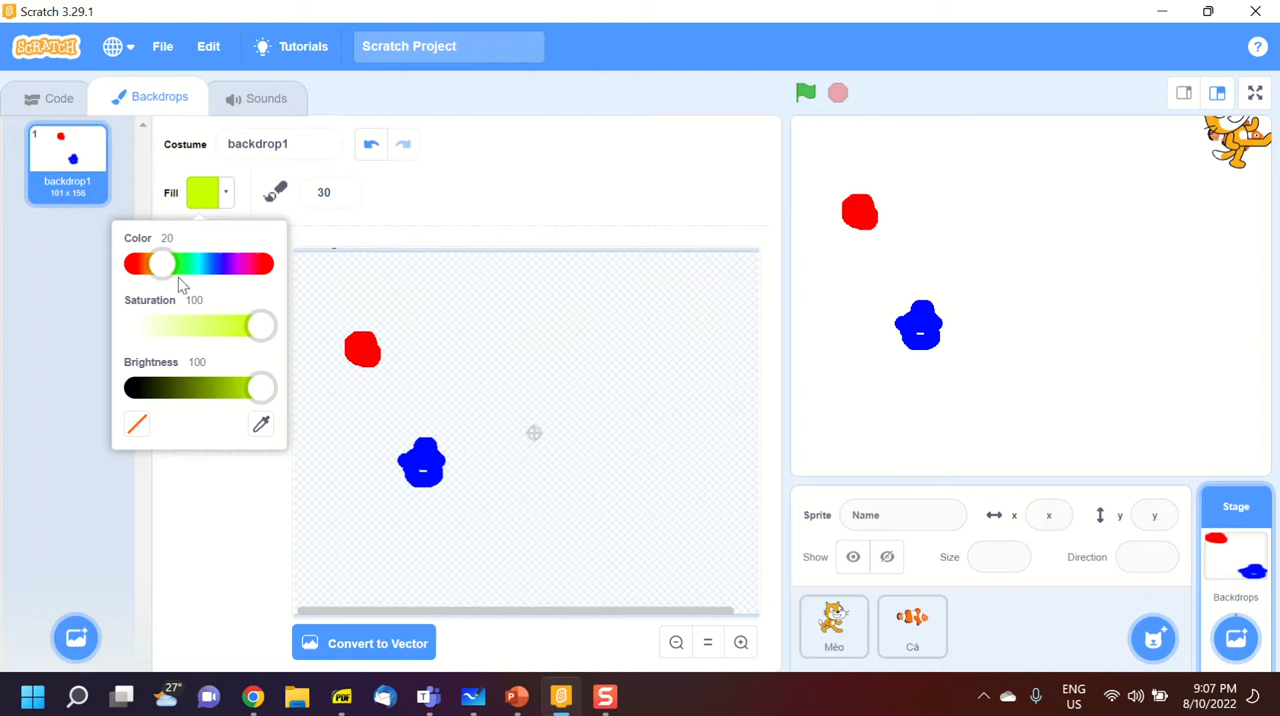 Scratch 3.29.1
SCRATCH
File
Edit
Tutorials
Scratch Project
?
Code
Backdrops
Sounds
1
backdrop1
101 x 156
Costume
backdrop1
Fill
30
Color 20
Saturation 100
Brightness 100
Convert to Vector
Sprite
Name
x
x
y
y
Show
Size
Direction
Mèo
Cá
Stage
Backdrops
27°
PDF
S
ENG
US
9:07 PM
8/10/2022